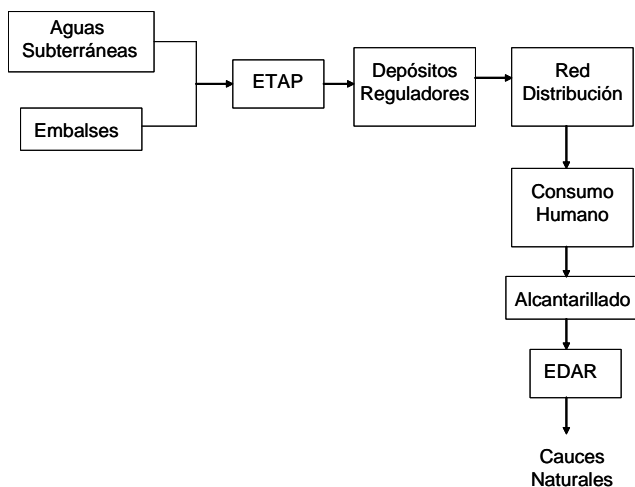 Aguas
Subterráneas
Embalses
ETAP
Depósitos
Reguladores
Red
Distribución
Consumo
Humano
Alcantarillado
EDAR
Cauces
Naturales